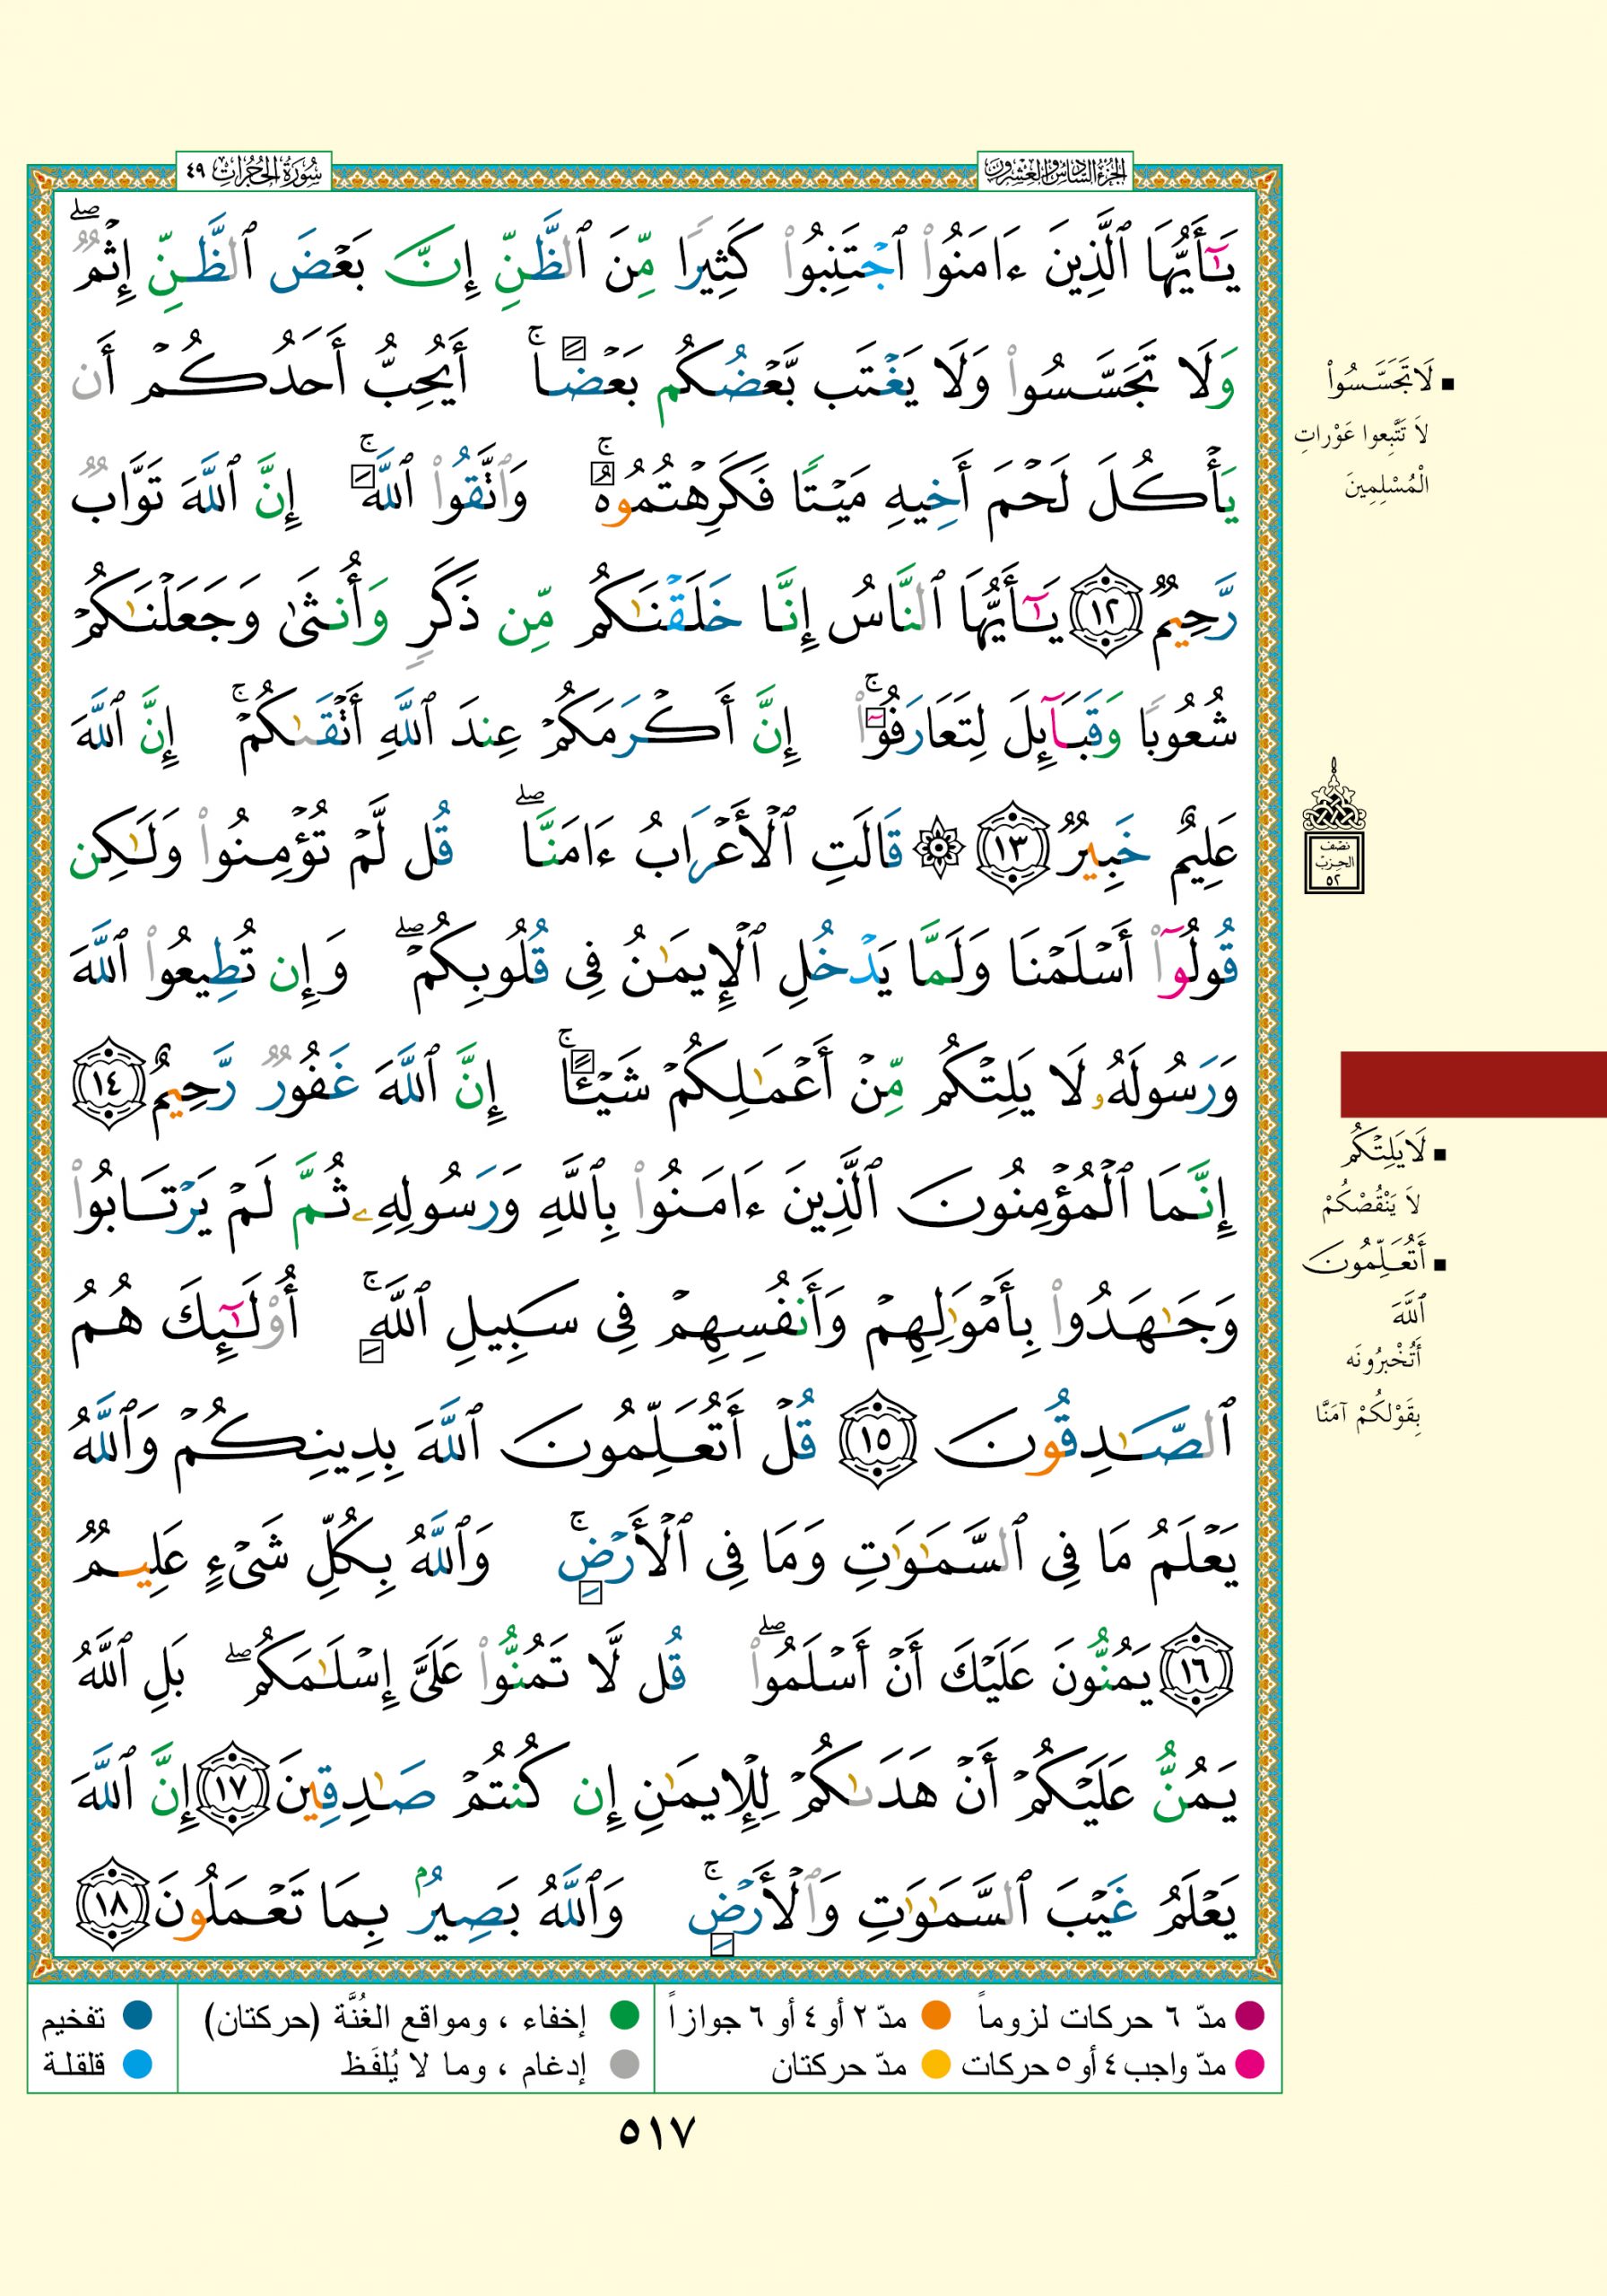 الجزء السادس والعشرون
سورة الحجرات ٤٩
يَـٰٓأَيُّهَا ٱلَّذِينَ ءَامَنُوا۟ ٱجْتَنِبُوا۟ كَثِيرًا مِّنَ ٱلظَّنِّ إِنَّ بَعْضَ ٱلظَّنِّ إِثْمٌ ۖ
وَلَا تَجَسَّسُوا۟ وَلَا يَغْتَب بَّعْضُكُم بَعْضًا ۚ أَيُحِبُّ أَحَدُكُمْ أَن
يَأْكُلَ لَحْمَ أَخِيهِ مَيْتًا فَكَرِهْتُمُوهُ ۚ وَٱتَّقُوا۟ ٱللَّهَ ۚ إِنَّ ٱللَّهَ تَوَّابٌ
رَّحِيمٌ ١٢ يَـٰٓأَيُّهَا ٱلنَّاسُ إِنَّا خَلَقْنَـٰكُم مِّن ذَكَرٍ وَأُنثَىٰ وَجَعَلْنَـٰكُمْ
شُعُوبًا وَقَبَآئِلَ لِتَعَارَفُوٓا۟ ۚ إِنَّ أَكْرَمَكُمْ عِندَ ٱللَّهِ أَتْقَىٰكُمْ ۚ إِنَّ ٱللَّهَ
عَلِيمٌ خَبِيرٌ ١٣ ۞ قَالَتِ ٱلْأَعْرَابُ ءَامَنَّا ۖ قُل لَّمْ تُؤْمِنُوا۟ وَلَـٰكِن
قُولُوٓا۟ أَسْلَمْنَا وَلَمَّا يَدْخُلِ ٱلْإِيمَـٰنُ فِى قُلُوبِكُمْ ۖ وَإِن تُطِيعُوا۟ ٱللَّهَ
وَرَسُولَهُۥ لَا يَلِتْكُم مِّنْ أَعْمَـٰلِكُمْ شَيْـًٔا ۚ إِنَّ ٱللَّهَ غَفُورٌ رَّحِيمٌ ١٤
إِنَّمَا ٱلْمُؤْمِنُونَ ٱلَّذِينَ ءَامَنُوا۟ بِٱللَّهِ وَرَسُولِهِۦ ثُمَّ لَمْ يَرْتَابُوا۟
وَجَـٰهَدُوا۟ بِأَمْوَٰلِهِمْ وَأَنفُسِهِمْ فِى سَبِيلِ ٱللَّهِ ۚ أُو۟لَـٰٓئِكَ هُمُ
ٱلصَّـٰدِقُونَ ١٥ قُلْ أَتُعَلِّمُونَ ٱللَّهَ بِدِينِكُمْ وَٱللَّهُ
يَعْلَمُ مَا فِى ٱلسَّمَـٰوَٰتِ وَمَا فِى ٱلْأَرْضِ ۚ وَٱللَّهُ بِكُلِّ شَىْءٍ عَلِيمٌ
١٦ يَمُنُّونَ عَلَيْكَ أَنْ أَسْلَمُوا۟ ۖ قُل لَّا تَمُنُّوا۟ عَلَىَّ إِسْلَـٰمَكُم ۖ بَلِ ٱللَّهُ
يَمُنُّ عَلَيْكُمْ أَنْ هَدَىٰكُمْ لِلْإِيمَـٰنِ إِن كُنتُمْ صَـٰدِقِينَ ١٧ إِنَّ ٱللَّهَ
يَعْلَمُ غَيْبَ ٱلسَّمَـٰوَٰتِ وَٱلْأَرْضِ ۚ وَٱللَّهُ بَصِيرٌۢ بِمَا تَعْمَلُونَ ١٨
▪ لَا تَجَسَّسُوا۟
لاَ تَتَّبِعوا عَوْراتِ
الْمُسْلِمِينَ
نصف
الحزب
٥٢
▪ لَا يَلِتْكُم
لاَ يَنْقُصْكُمْ
▪ أَتُعَلِّمُونَ
ٱللَّهَ
أَتُخْبِرُونَه
بِقَوْلِكُمْ آمَنَّا
مدّ ٦ حركات لزوماً
مدّ ٢ أو ٤ أو ٦ جوازاً
إخفاء ، ومواقع الغُنَّة (حركتان)
تفخيم
مدّ واجب ٤ أو ٥ حركات
مدّ حركتان
إدغام ، وما لا يُلفَظ
قلقلة
٥١٧